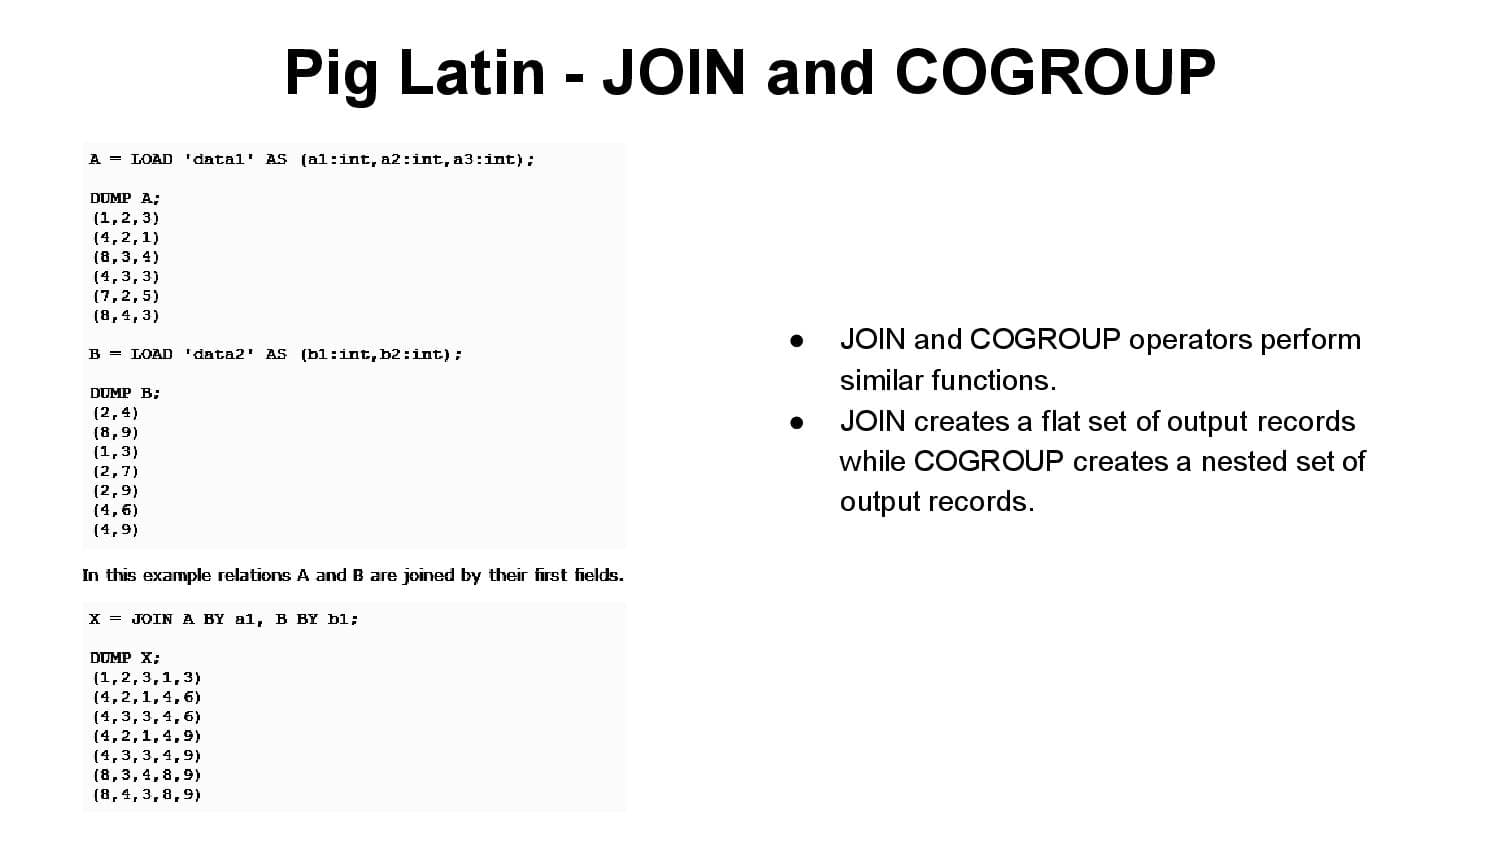 Pig Latin - JOIN and COGROUP
A = LOAD 'data1' AS (a1:int,a2:int,a3:int);
DUMP A;
(1,2,3)
(4,2,1)
(8,3,4)
(4,3,3)
(7,2,5)
(8,4,3)
B = LOAD 'data2' AS (b1:int,b2:int);
DUMP B;
(2,4)
(8,9)
(1,3)
(2,7)
(2,9)
(4,6)
(4,9)
In this example relations A and B are joined by their first fields.
X = JOIN A BY a1, B BY b1;
DUMP X;
(1,2,3,1,3)
(4,2,1,4,6)
(4,3,3,4,6)
(4,2,1,4,9)
(4,3,3,4,9)
(8,3,4,8,9)
(8,4,3,8,9)
● JOIN and COGROUP operators perform
similar functions.
● JOIN creates a flat set of output records
while COGROUP creates a nested set of
output records.